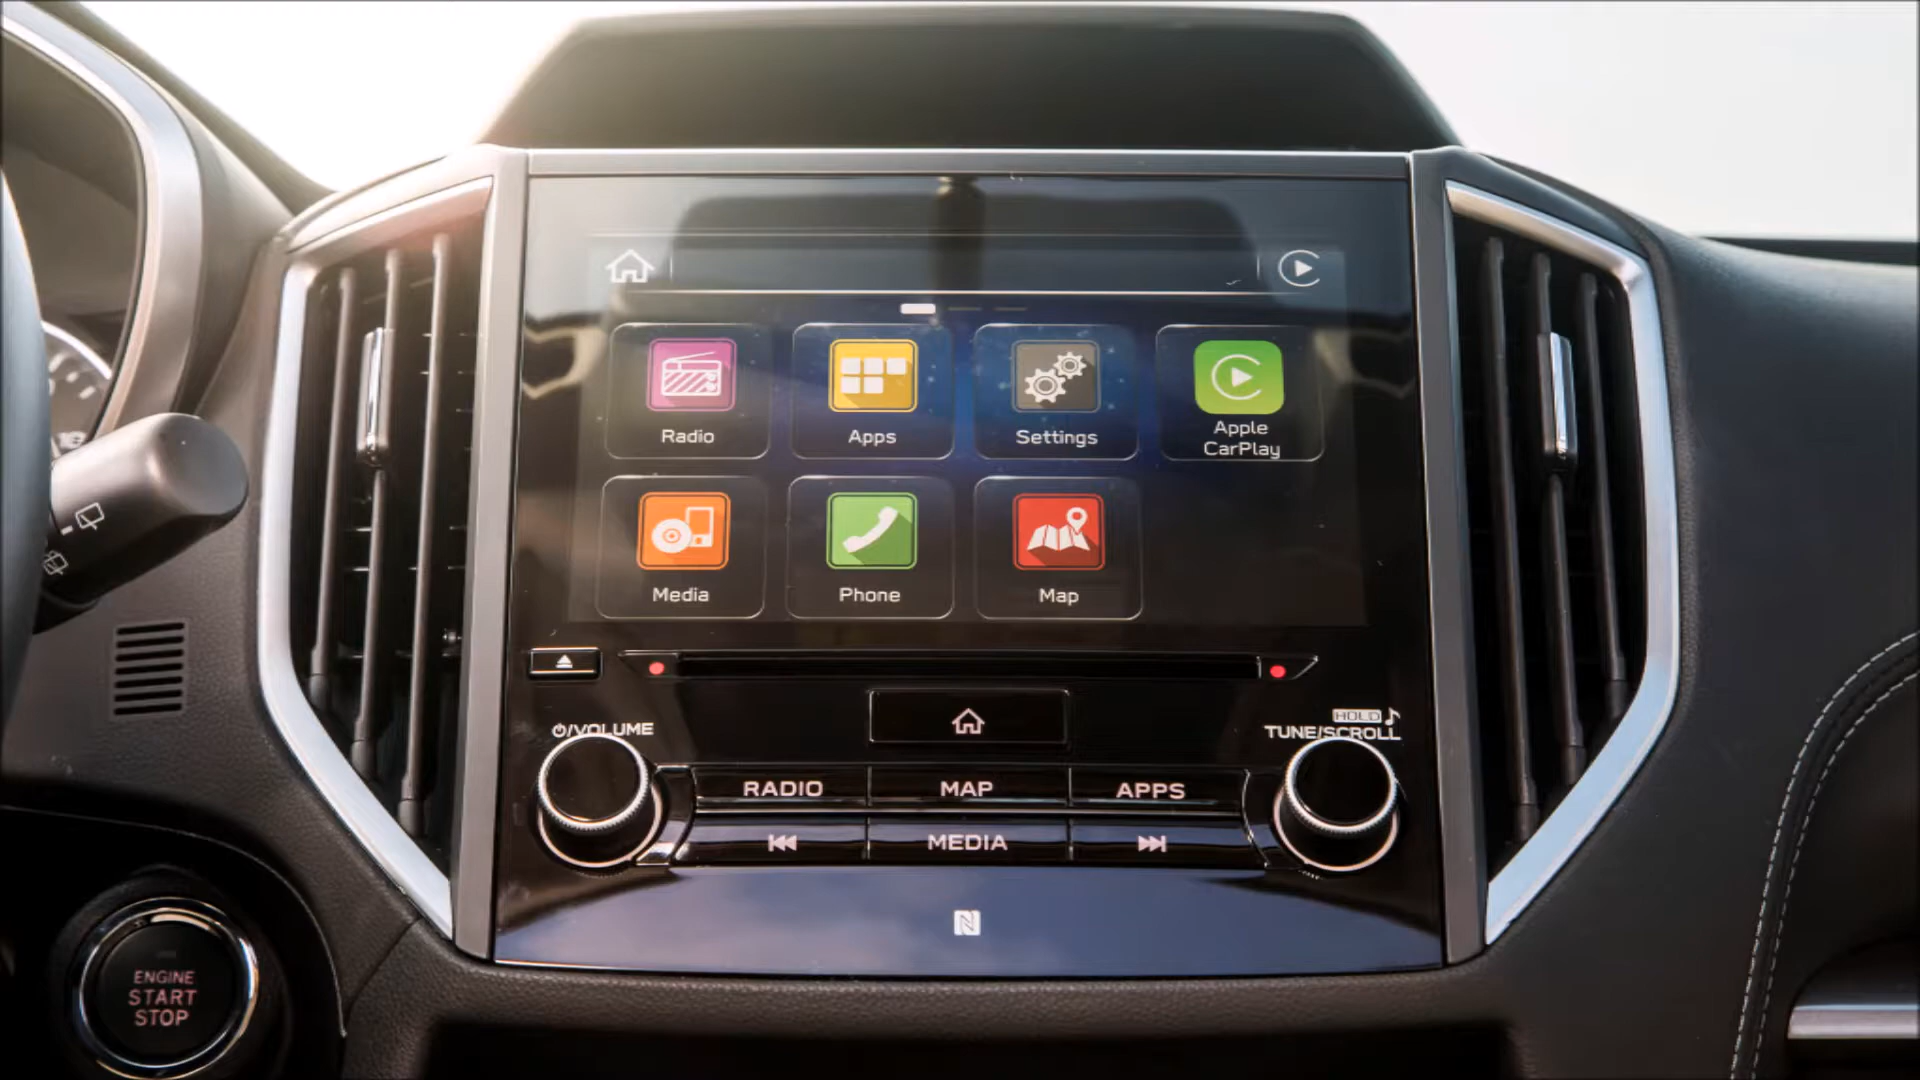 Radio
Apps
Settings
Apple
CarPlay
Media
Phone
Map
⏻/VOLUME
HOLD ♪
TUNE/SCROLL
RADIO
MAP
APPS
MEDIA
ENGINE
START
STOP